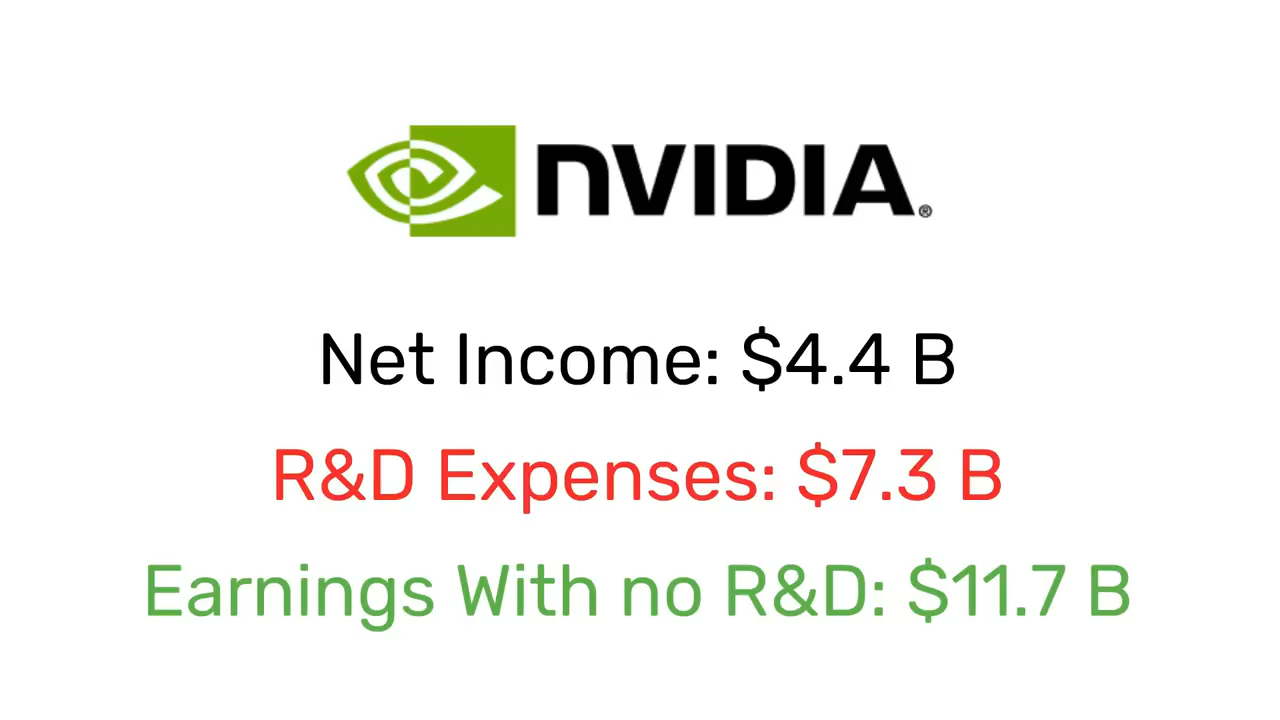 NVIDIA®
Net Income: $4.4 B
R&D Expenses: $7.3 B
Earnings With no R&D: $11.7 B